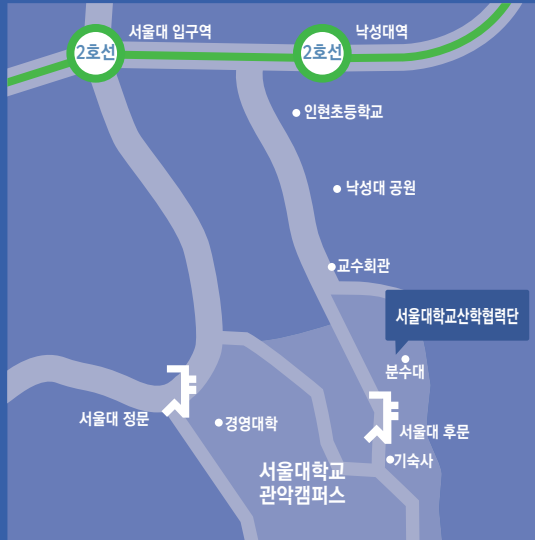 서울대 입구역
낙성대역
2호선
2호선
인현초등학교
낙성대 공원
교수회관
서울대학교산학협력단
분수대
서울대 정문
경영대학
서울대 후문
기숙사
서울대학교
관악캠퍼스